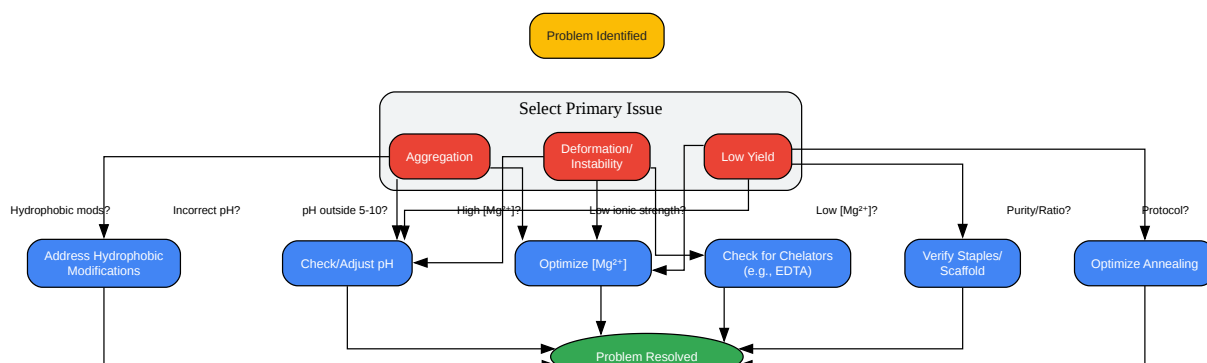 Problem Identified
Select Primary Issue
Aggregation
Deformation/
Instability
Low Yield
Hydrophobic mods?
Incorrect pH?
pH outside 5-10?
High [Mg²⁺]?
Low ionic strength?
Low [Mg²⁺]?
Purity/Ratio?
Protocol?
Address Hydrophobic
Modifications
Check/Adjust pH
Optimize [Mg²⁺]
Check for Chelators
(e.g., EDTA)
Verify Staples/
Scaffold
Optimize Annealing
Problem Resolved